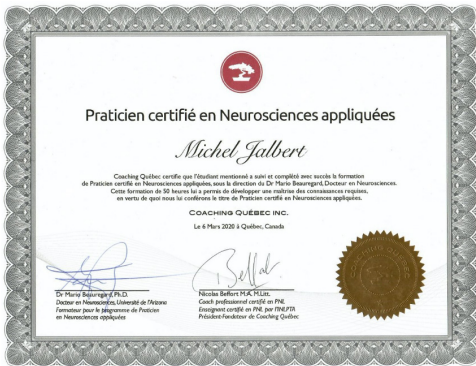 Praticien certifié en Neurosciences appliquées
Michel Jalbert
Coaching Québec certifie que l'étudiant mentionné a suivi et complété avec succès la formation
de Praticien certifié en Neurosciences appliquées, sous la direction du Dr Mario Beauregard, Docteur en Neurosciences.
Cette formation de 50 heures lui a permis de développer une maîtrise des connaissances requises,
en vertu de quoi nous lui conférons le titre de Praticien certifié en Neurosciences appliquées.
COACHING QUÉBEC INC.
Le 6 Mars 2020 à Québec, Canada
Dr Mario Beauregard, Ph.D.
Docteur en Neurosciences, Université de l'Arizona
Formateur pour le programme de Praticien
en Neurosciences appliquées
Nicolas Beffort M.A. M.Litt.
Coach professionnel certifié en PNL
Enseignant certifié en PNL par l'INLPTA
Président-Fondateur de Coaching Québec